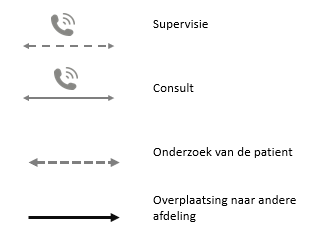 Supervisie
Consult
Onderzoek van de patient
Overplaatsing naar andere
afdeling